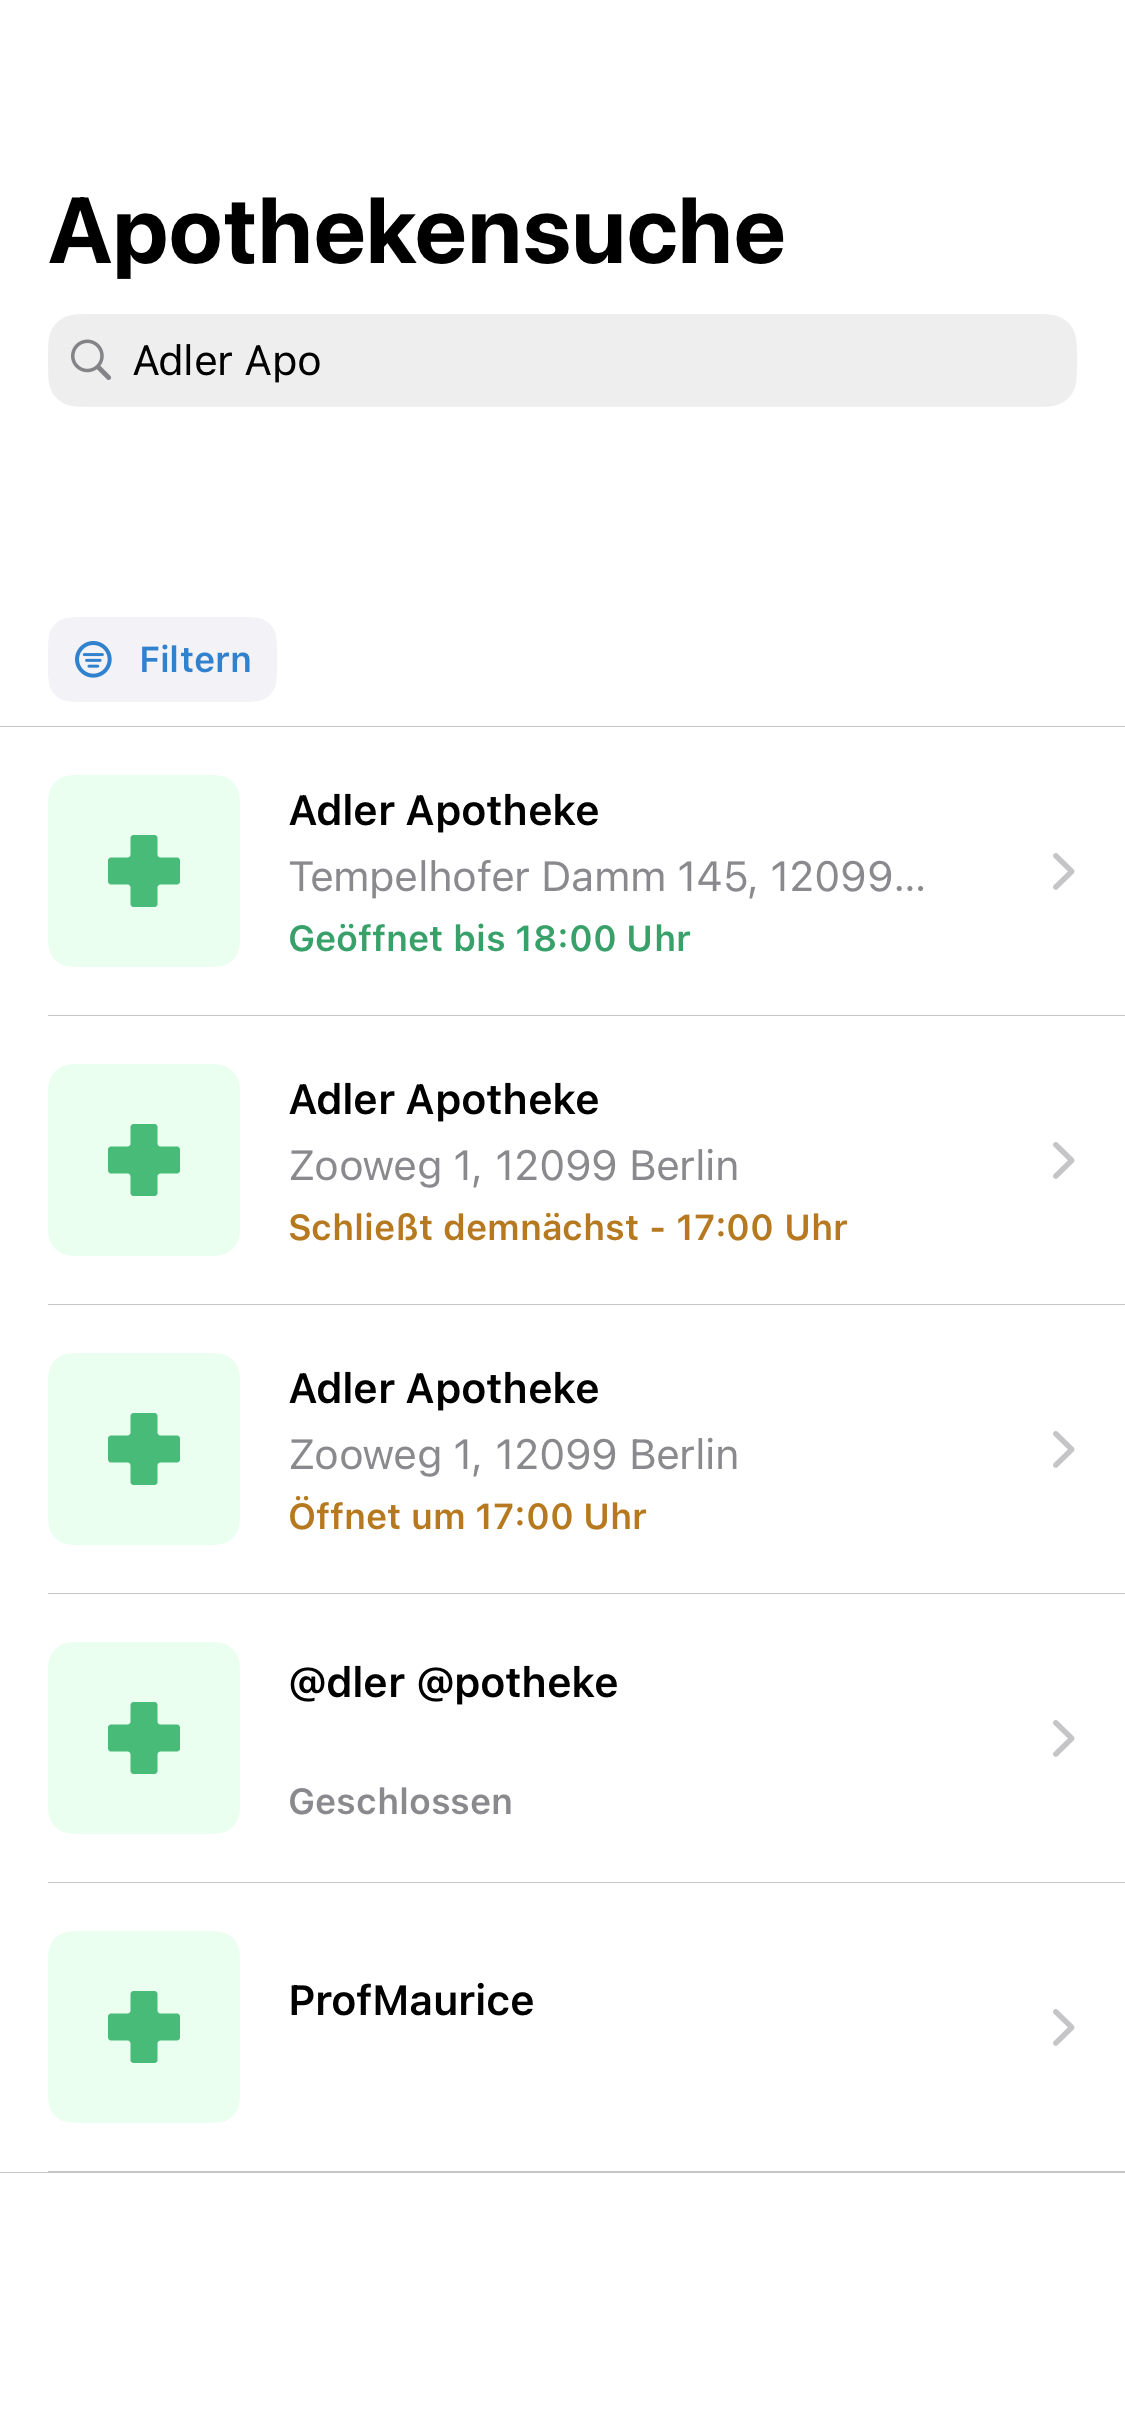 Apothekensuche
Adler Apo
Filtern
Adler Apotheke
Tempelhofer Damm 145, 12099...
Geöffnet bis 18:00 Uhr
Adler Apotheke
Zooweg 1, 12099 Berlin
Schließt demnächst - 17:00 Uhr
Adler Apotheke
Zooweg 1, 12099 Berlin
Öffnet um 17:00 Uhr
@dler @potheke
Geschlossen
ProfMaurice